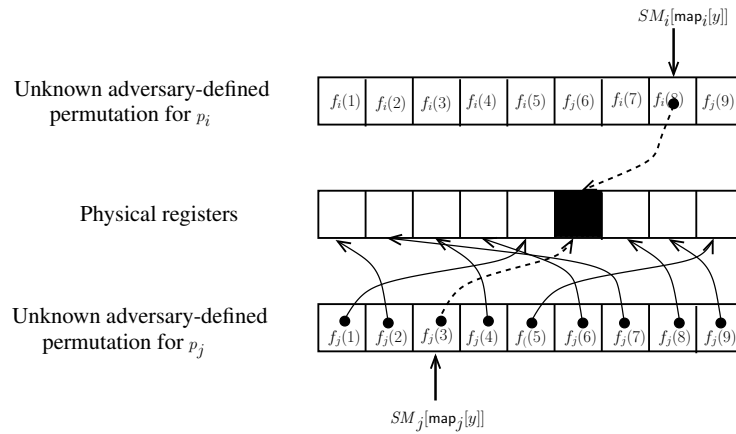 SM_i[map_i[y]]
Unknown adversary-defined
permutation for p_i
f_i(1) f_i(2) f_i(3) f_i(4) f_i(5) f_j(6) f_i(7) f_i(8) f_j(9)
Physical registers
Unknown adversary-defined
permutation for p_j
f_j(1) f_j(2) f_j(3) f_j(4) f_((5) f_j(6) f_j(7) f_j(8) f_j(9)
SM_j[map_j[y]]